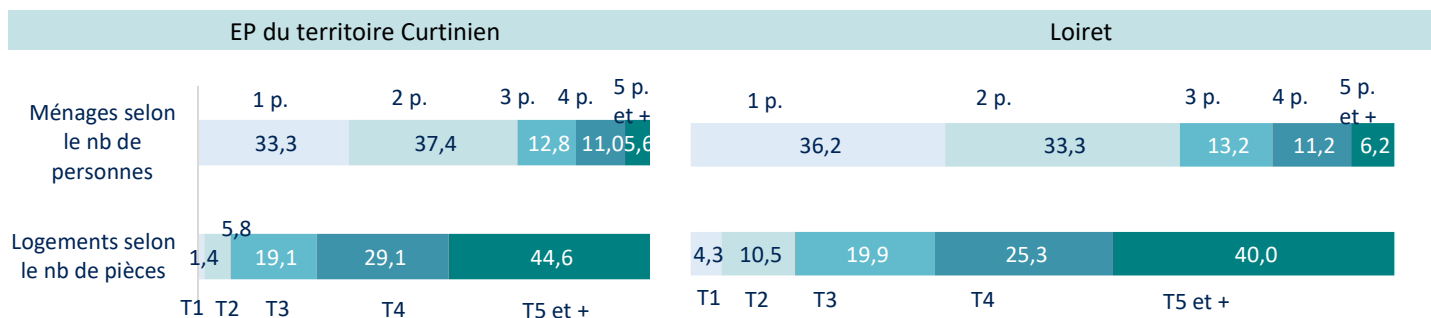 EP du territoire Curtinien
Loiret
Ménages selon
le nb de
personnes
1 p. 2 p. 3 p. 4 p. 5 p.
et +
33,3 37,4 12,8 11,0 5,6
1 p. 2 p. 3 p. 4 p. 5 p.
et +
36,2 33,3 13,2 11,2 6,2
Logements selon
le nb de pièces
1,4 5,8 19,1 29,1 44,6
T1 T2 T3 T4 T5 et +
4,3 10,5 19,9 25,3 40,0
T1 T2 T3 T4 T5 et +